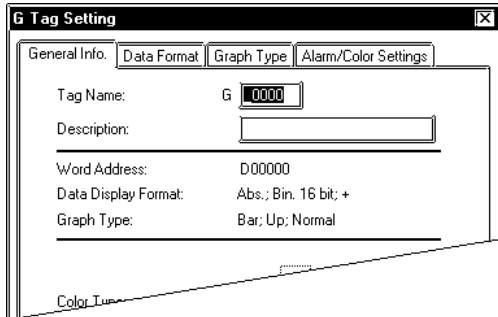 G Tag Setting
General Info. Data Format Graph Type Alarm/Color Settings
Tag Name: G 0000
Description:
Word Address: D00000
Data Display Format: Abs.; Bin. 16 bit; +
Graph Type: Bar; Up; Normal
Color